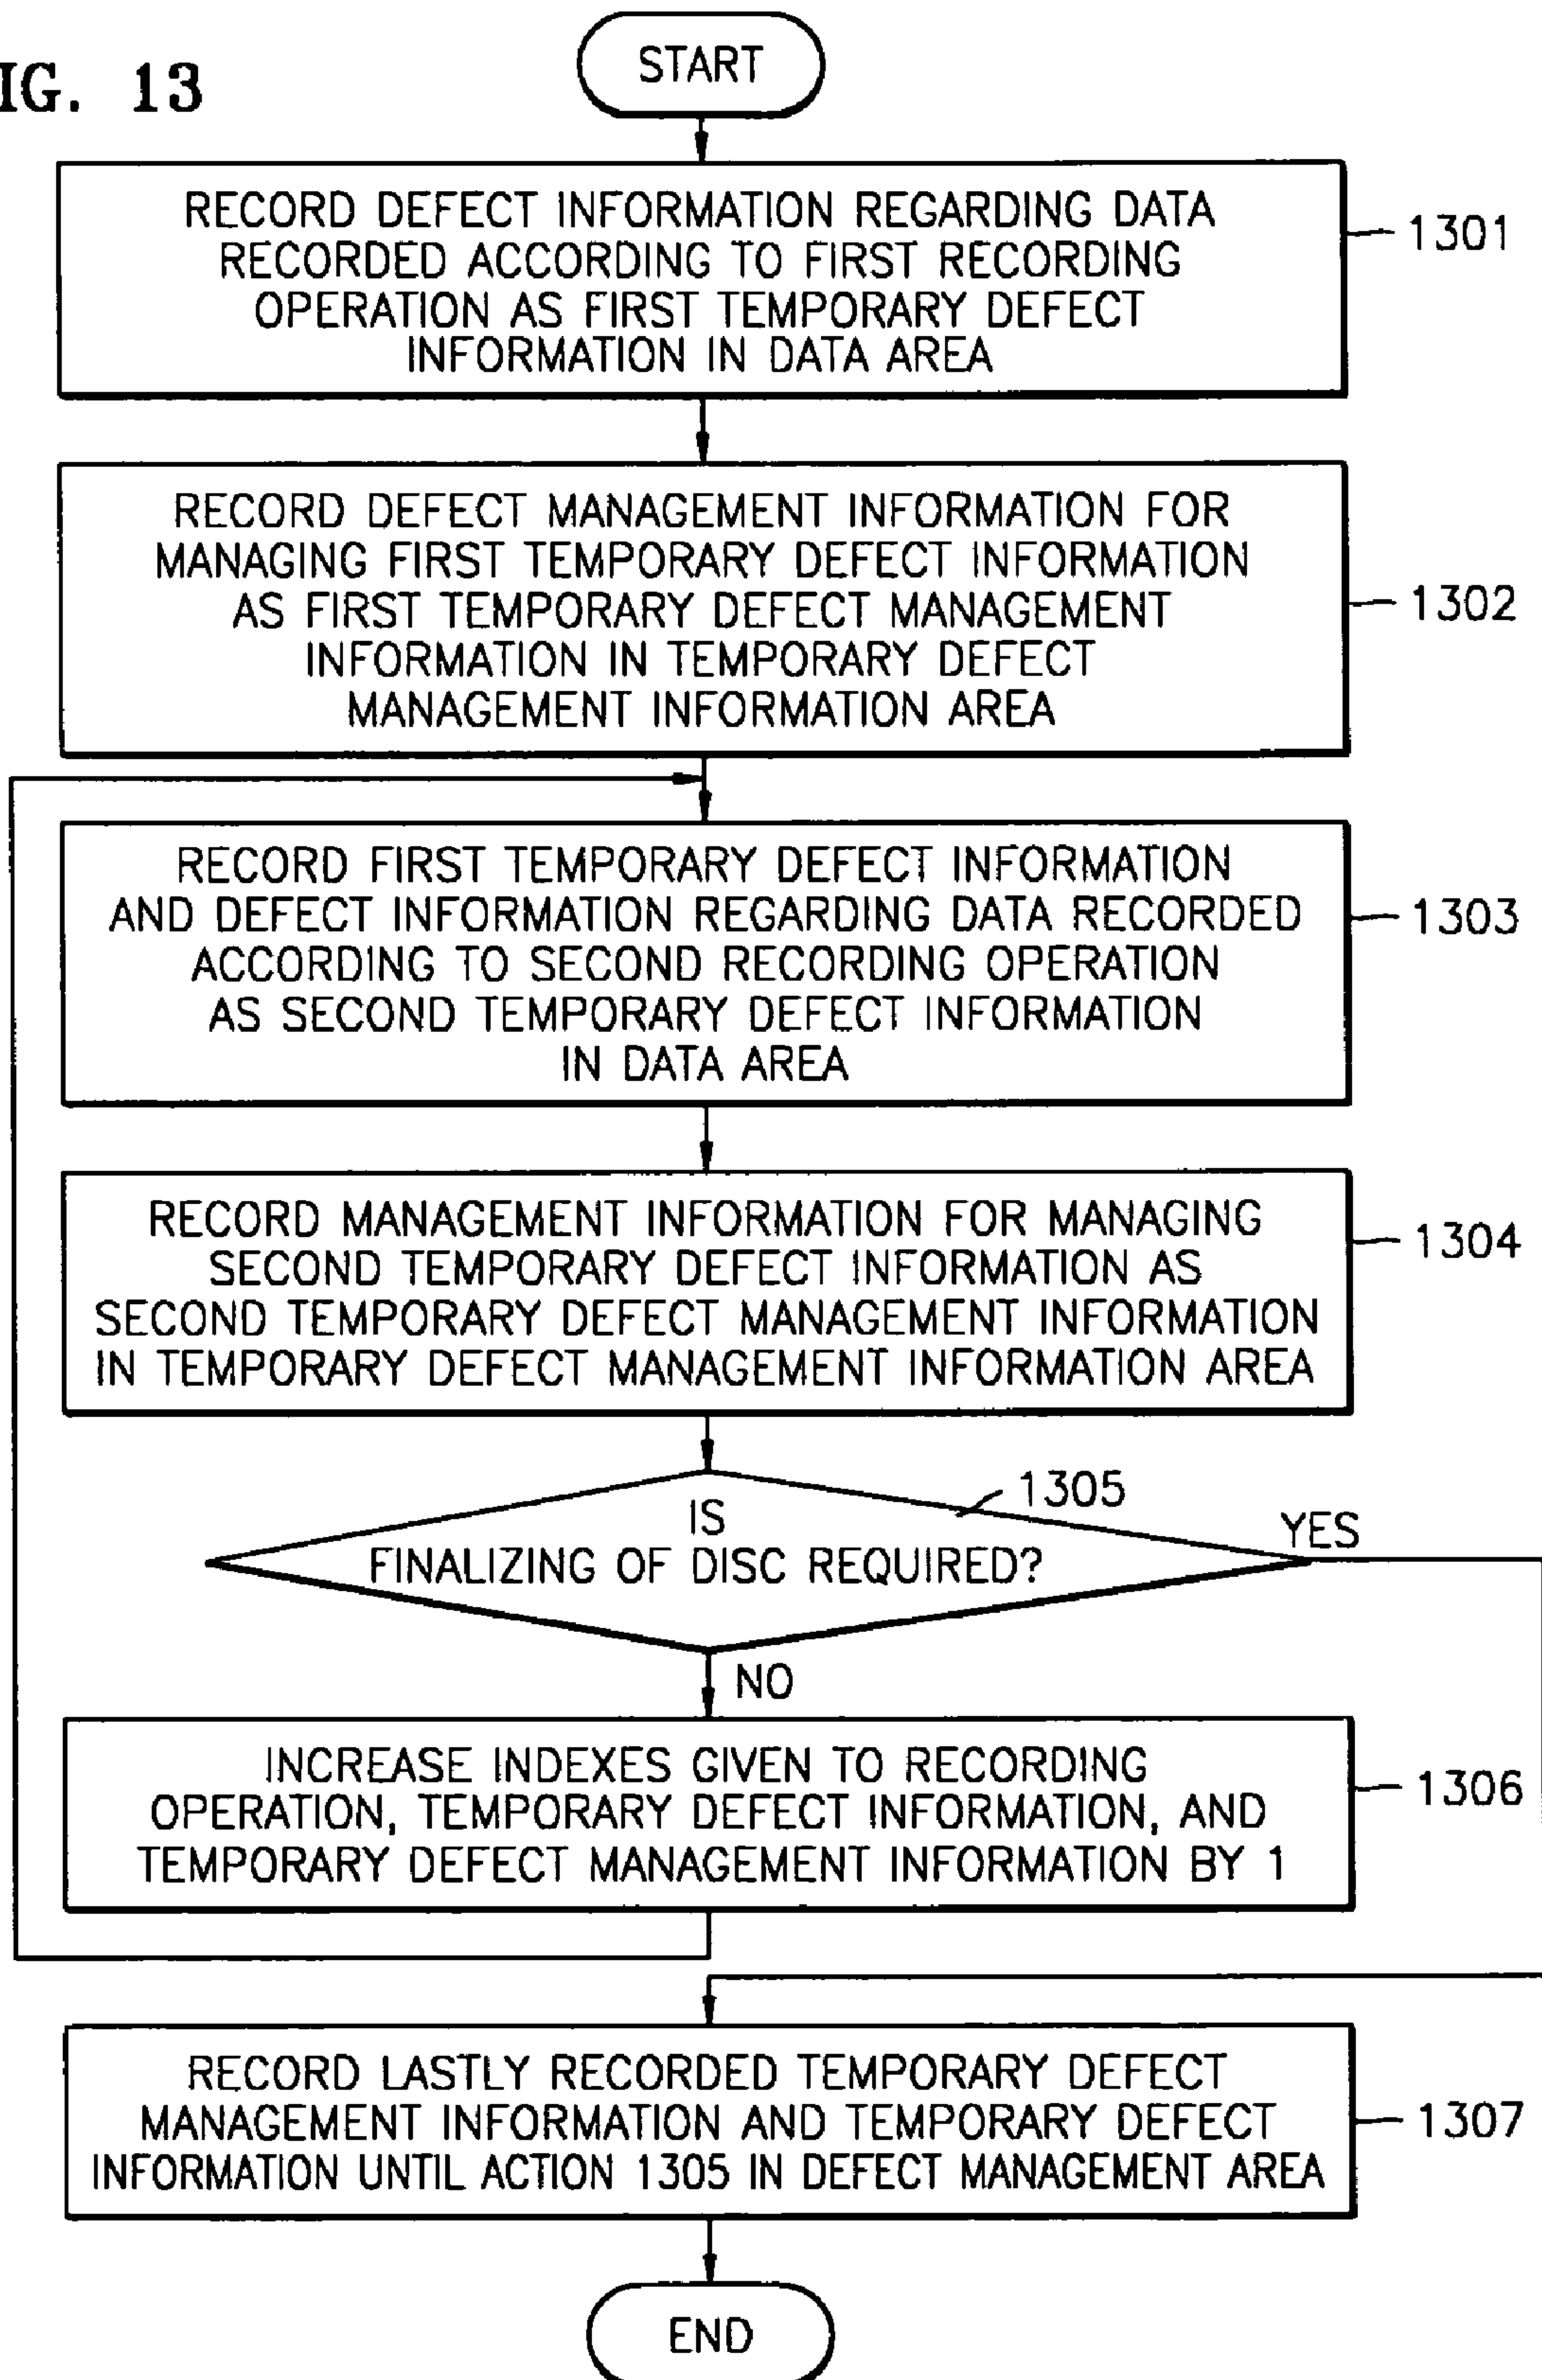 IG. 13
START
RECORD DEFECT INFORMATION REGARDING DATA
RECORDED ACCORDING TO FIRST RECORDING
OPERATION AS FIRST TEMPORARY DEFECT
INFORMATION IN DATA AREA
1301
RECORD DEFECT MANAGEMENT INFORMATION FOR
MANAGING FIRST TEMPORARY DEFECT INFORMATION
AS FIRST TEMPORARY DEFECT MANAGEMENT
INFORMATION IN TEMPORARY DEFECT
MANAGEMENT INFORMATION AREA
1302
RECORD FIRST TEMPORARY DEFECT INFORMATION
AND DEFECT INFORMATION REGARDING DATA RECORDED
ACCORDING TO SECOND RECORDING OPERATION
AS SECOND TEMPORARY DEFECT INFORMATION
IN DATA AREA
1303
RECORD MANAGEMENT INFORMATION FOR MANAGING
SECOND TEMPORARY DEFECT INFORMATION AS
SECOND TEMPORARY DEFECT MANAGEMENT INFORMATION
IN TEMPORARY DEFECT MANAGEMENT INFORMATION AREA
1304
1305
IS
FINALIZING OF DISC REQUIRED?
YES
NO
INCREASE INDEXES GIVEN TO RECORDING
OPERATION, TEMPORARY DEFECT INFORMATION, AND
TEMPORARY DEFECT MANAGEMENT INFORMATION BY 1
1306
RECORD LASTLY RECORDED TEMPORARY DEFECT
MANAGEMENT INFORMATION AND TEMPORARY DEFECT
INFORMATION UNTIL ACTION 1305 IN DEFECT MANAGEMENT AREA
1307
END